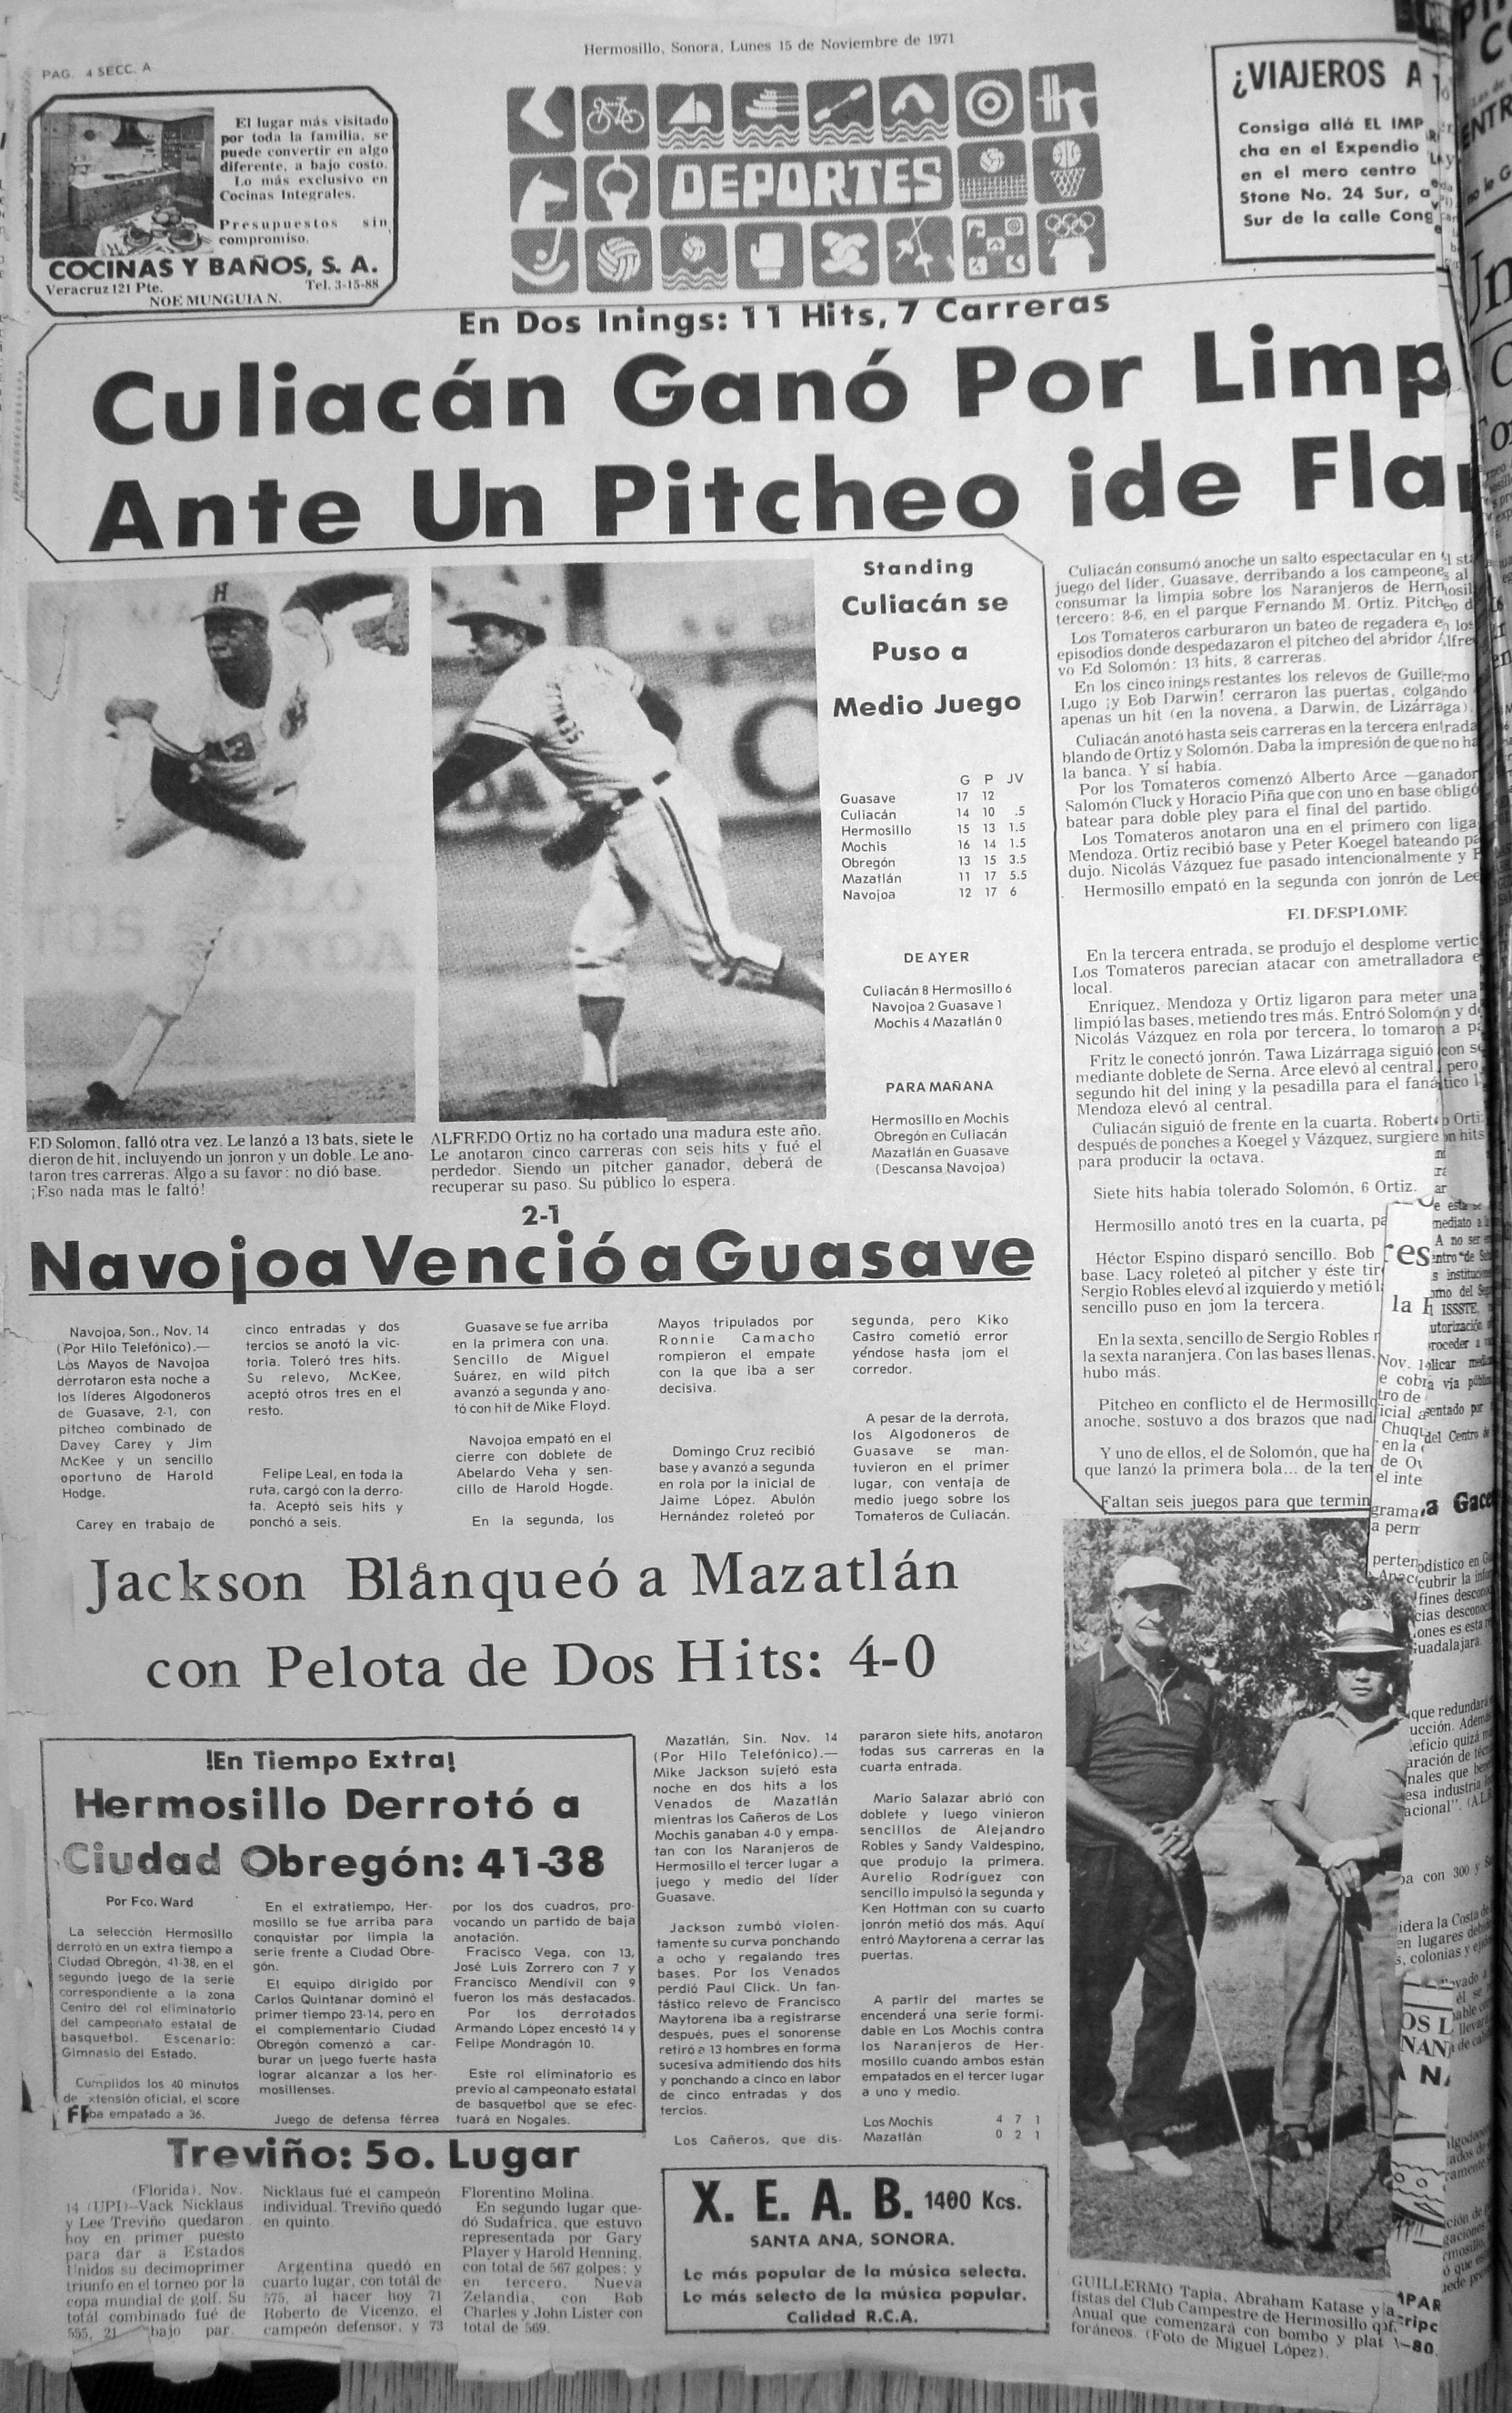 Hermosillo, Sonora, Lunes 15 de Noviembre de 1971
PAG. 4 SECC. A
El lugar más visitado
por toda la familia, se
puede convertir en algo
diferente, a bajo costo.
Lo más exclusivo en
Cocinas Integrales.
Presupuestos sin
compromiso.
COCINAS Y BAÑOS, S. A.
Veracruz 121 Pte. Tel. 3-15-88
NOE MUNGUIA N.
DEPORTES
¿VIAJEROS A
Consiga allá EL IMP
cha en el Expendio
en el mero centro
Stone No. 24 Sur, a
Sur de la calle Cong
En Dos Inings: 11 Hits, 7 Carreras
Culiacán Ganó Por Limp
Ante Un Pitcheo ide Fla
ED Solomon, falló otra vez. Le lanzó a 13 bats, siete le
dieron de hit, incluyendo un jonron y un doble. Le ano-
taron tres carreras. Algo a su favor: no dió base.
¡Eso nada mas le faltó!
ALFREDO Ortiz no ha cortado una madura este año.
Le anotaron cinco carreras con seis hits y fué el
perdedor. Siendo un pitcher ganador, deberá de
recuperar su paso. Su público lo espera.
Standing
Culiacán se
Puso a
Medio Juego
G P JV
Guasave 17 12
Culiacán 14 10 .5
Hermosillo 15 13 1.5
Mochis 16 14 1.5
Obregón 13 15 3.5
Mazatlán 11 17 5.5
Navojoa 12 17 6
DE AYER
Culiacán 8 Hermosillo 6
Navojoa 2 Guasave 1
Mochis 4 Mazatlán 0
PARA MAÑANA
Hermosillo en Mochis
Obregón en Culiacán
Mazatlán en Guasave
(Descansa Navojoa)
Culiacán consumó anoche un salto espectacular en
juego del líder, Guasave, derribando a los campeones al
consumar la limpia sobre los Naranjeros de Hermosil
tercero: 8-6, en el parque Fernando M. Ortiz. Pitcheo d
Los Tomateros carburaron un bateo de regadera en los
episodios donde despedazaron el pitcheo del abridor Alfre
vo Ed Solomón: 13 hits, 8 carreras.
En los cinco inings restantes los relevos de Guillermo
Lugo ¡y Bob Darwin! cerraron las puertas, colgando
apenas un hit (en la novena, a Darwin, de Lizárraga).
Culiacán anotó hasta seis carreras en la tercera entrada
blando de Ortiz y Solomón. Daba la impresión de que no ha
la banca. Y sí había.
Por los Tomateros comenzó Alberto Arce —ganador
Salomón Cluck y Horacio Piña que con uno en base obligó
batear para doble pley para el final del partido.
Los Tomateros anotaron una en el primero con liga
Mendoza. Ortiz recibió base y Peter Koegel bateando pa
dujo. Nicolás Vázquez fue pasado intencionalmente y
Hermosillo empató en la segunda con jonrón de Lee
EL DESPLOME
En la tercera entrada, se produjo el desplome vertic
Los Tomateros parecían atacar con ametralladora e
local.
Enríquez, Mendoza y Ortiz ligaron para meter una
limpió las bases, metiendo tres más. Entró Solomón y d
Nicolás Vázquez en rola por tercera, lo tomaron a pa
Fritz le conectó jonrón. Tawa Lizárraga siguió con se
mediante doblete de Serna. Arce elevó al central, pero
segundo hit del ining y la pesadilla para el fanático
Mendoza elevó al central.
Culiacán siguió de frente en la cuarta. Roberto Orti
después de ponches a Koegel y Vázquez, surgieron hits
para producir la octava.
Siete hits había tolerado Solomón, 6 Ortiz.
Hermosillo anotó tres en la cuarta, pa
Héctor Espino disparó sencillo. Bob
base. Lacy roleteó al pitcher y éste tir
Sergio Robles elevó al izquierdo y metió l
sencillo puso en jom la tercera.
En la sexta, sencillo de Sergio Robles
la sexta naranjera. Con las bases llenas,
hubo más.
Pitcheo en conflicto el de Hermosillo
anoche, sostuvo a dos brazos que nad
Y uno de ellos, el de Solomón, que ha
que lanzó la primera bola... de la ten
Faltan seis juegos para que termin
2-1
Navojoa Venció a Guasave
Navojoa, Son., Nov. 14
(Por Hilo Telefónico).—
Los Mayos de Navojoa
derrotaron esta noche a
los líderes Algodoneros
de Guasave, 2-1, con
pitcheo combinado de
Davey Carey y Jim
McKee y un sencillo
oportuno de Harold
Hodge.
Carey en trabajo de
cinco entradas y dos
tercios se anotó la vic-
toria. Toleró tres hits.
Su relevo, McKee,
aceptó otros tres en el
resto.
Felipe Leal, en toda la
ruta, cargó con la derro-
ta. Aceptó seis hits y
ponchó a seis.
Guasave se fue arriba
en la primera con una.
Sencillo de Miguel
Suárez, en wild pitch
avanzó a segunda y ano-
tó con hit de Mike Floyd.
Navojoa empató en el
cierre con doblete de
Abelardo Veha y sen-
cillo de Harold Hogde.
En la segunda, los
Mayos tripulados por
Ronnie Camacho
rompieron el empate
con la que iba a ser
decisiva.
Domingo Cruz recibió
base y avanzó a segunda
en rola por la inicial de
Jaime López. Abulón
Hernández roleteó por
segunda, pero Kiko
Castro cometió error
yéndose hasta jom el
corredor.
A pesar de la derrota,
los Algodoneros de
Guasave se man-
tuvieron en el primer
lugar, con ventaja de
medio juego sobre los
Tomateros de Culiacán.
Jackson Blanqueó a Mazatlán
con Pelota de Dos Hits: 4-0
!En Tiempo Extra!
Hermosillo Derrotó a
Ciudad Obregón: 41-38
Por Fco. Ward
La selección Hermosillo
derrotó en un extra tiempo a
Ciudad Obregón, 41-38, en el
segundo juego de la serie
correspondiente a la zona
Centro del rol eliminatorio
del campeonato estatal de
basquetbol. Escenario:
Gimnasio del Estado.
Cumplidos los 40 minutos
de xtensión oficial, el score
ba empatado a 36.
En el extratiempo, Her-
mosillo se fue arriba para
conquistar por limpia la
serie frente a Ciudad Obre-
gón.
El equipo dirigido por
Carlos Quintanar dominó el
primer tiempo 23-14, pero en
el complementario Ciudad
Obregón comenzó a car-
burar un juego fuerte hasta
lograr alcanzar a los her-
mosillenses.
Juego de defensa férrea
por los dos cuadros, pro-
vocando un partido de baja
anotación.
Fracisco Vega, con 13,
José Luis Zorrero con 7 y
Francisco Mendívil con 9
fueron los más destacados.
Por los derrotados
Armando López encestó 14 y
Felipe Mondragón 10.
Este rol eliminatorio es
previo al campeonato estatal
de basquetbol que se efec-
tuará en Nogales.
Mazatlán, Sin. Nov. 14
(Por Hilo Telefónico).—
Mike Jackson sujetó esta
noche en dos hits a los
Venados de Mazatlán
mientras los Cañeros de Los
Mochis ganaban 4-0 y empa-
tan con los Naranjeros de
Hermosillo el tercer lugar a
juego y medio del líder
Guasave.
Jackson zumbó violen-
tamente su curva ponchando
a ocho y regalando tres
bases. Por los Venados
perdió Paul Click. Un fan-
tástico relevo de Francisco
Maytorena iba a registrarse
después, pues el sonorense
retiró a 13 hombres en forma
sucesiva admitiendo dos hits
y ponchando a cinco en labor
de cinco entradas y dos
tercios.
Los Cañeros, que dis-
pararon siete hits, anotaron
todas sus carreras en la
cuarta entrada.
Mario Salazar abrió con
doblete y luego vinieron
sencillos de Alejandro
Robles y Sandy Valdespino,
que produjo la primera.
Aurelio Rodríguez con
sencillo impulsó la segunda y
Ken Hottman con su cuarto
jonrón metió dos más. Aquí
entró Maytorena a cerrar las
puertas.
A partir del martes se
encenderá una serie formi-
dable en Los Mochis contra
los Naranjeros de Her-
mosillo cuando ambos están
empatados en el tercer lugar
a uno y medio.
Los Mochis 4 7 1
Mazatlán 0 2 1
Treviño: 5o. Lugar
(Florida). Nov.
14 (UPI)—Vack Nicklaus
y Lee Treviño quedaron
hoy en primer puesto
para dar a Estados
Unidos su decimoprimer
triunfo en el torneo por la
copa mundial de golf. Su
totál combinado fué de
555, 21 bajo par.
Nicklaus fué el campeón
individual. Treviño quedó
en quinto.
Argentina quedó en
cuarto lugar, con totál de
575, al hacer hoy 71
Roberto de Vicenzo, el
campeón defensor, y 73
Florentino Molina.
En segundo lugar que-
dó Sudafrica, que estuvo
representada por Gary
Player y Harold Henning,
con total de 567 golpes; y
en tercero, Nueva
Zelandia, con Bob
Charles y John Lister con
total de 569.
X. E. A. B. 1400 Kcs.
SANTA ANA, SONORA.
Lo más popular de la música selecta.
Lo más selecto de la música popular.
Calidad R.C.A.
GUILLERMO Tapia, Abraham Katase y
fistas del Club Campestre de Hermosillo
Anual que comenzará con bombo y plat
foráneos. (Foto de Miguel López).